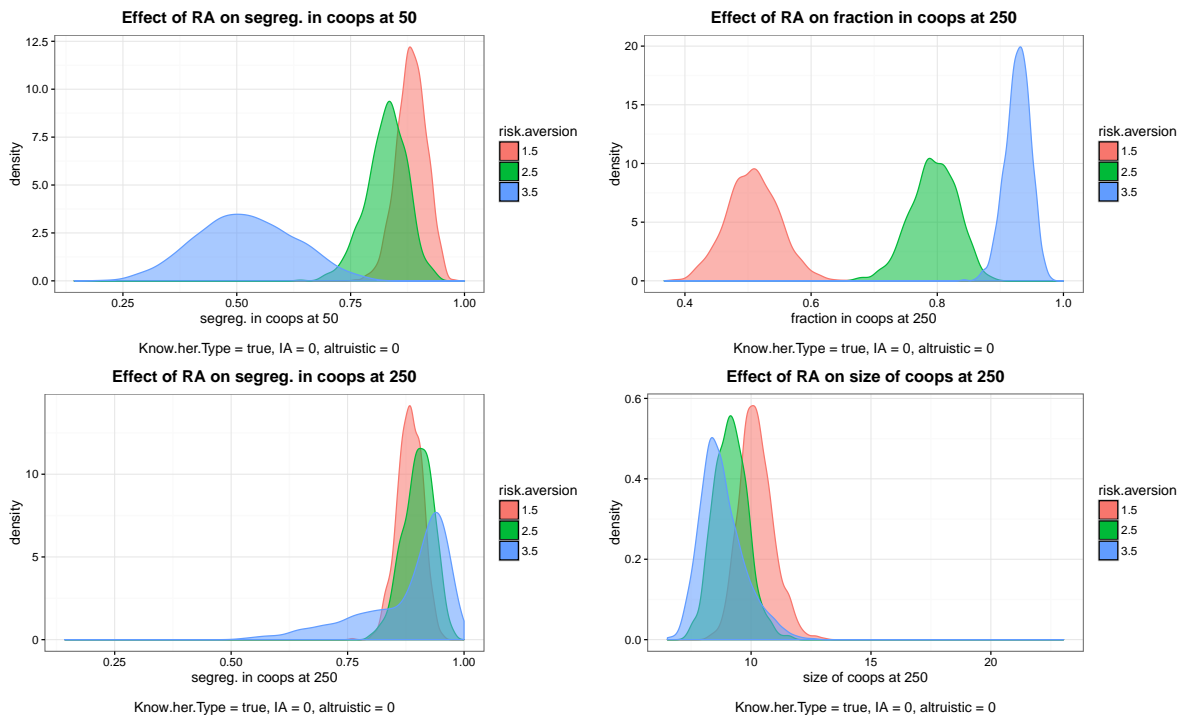 Effect of RA on segreg. in coops at 50
12.5
10.0
7.5
5.0
2.5
0.0
density
0.25
0.50
0.75
1.00
segreg. in coops at 50
risk.aversion
1.5
2.5
3.5
Know.her.Type = true, IA = 0, altruistic = 0
Effect of RA on fraction in coops at 250
20
15
10
5
0
density
0.4
0.6
0.8
1.0
fraction in coops at 250
risk.aversion
1.5
2.5
3.5
Know.her.Type = true, IA = 0, altruistic = 0
Effect of RA on segreg. in coops at 250
10
5
0
density
0.25
0.50
0.75
1.00
segreg. in coops at 250
risk.aversion
1.5
2.5
3.5
Know.her.Type = true, IA = 0, altruistic = 0
Effect of RA on size of coops at 250
0.6
0.4
0.2
0.0
density
10
15
20
size of coops at 250
risk.aversion
1.5
2.5
3.5
Know.her.Type = true, IA = 0, altruistic = 0